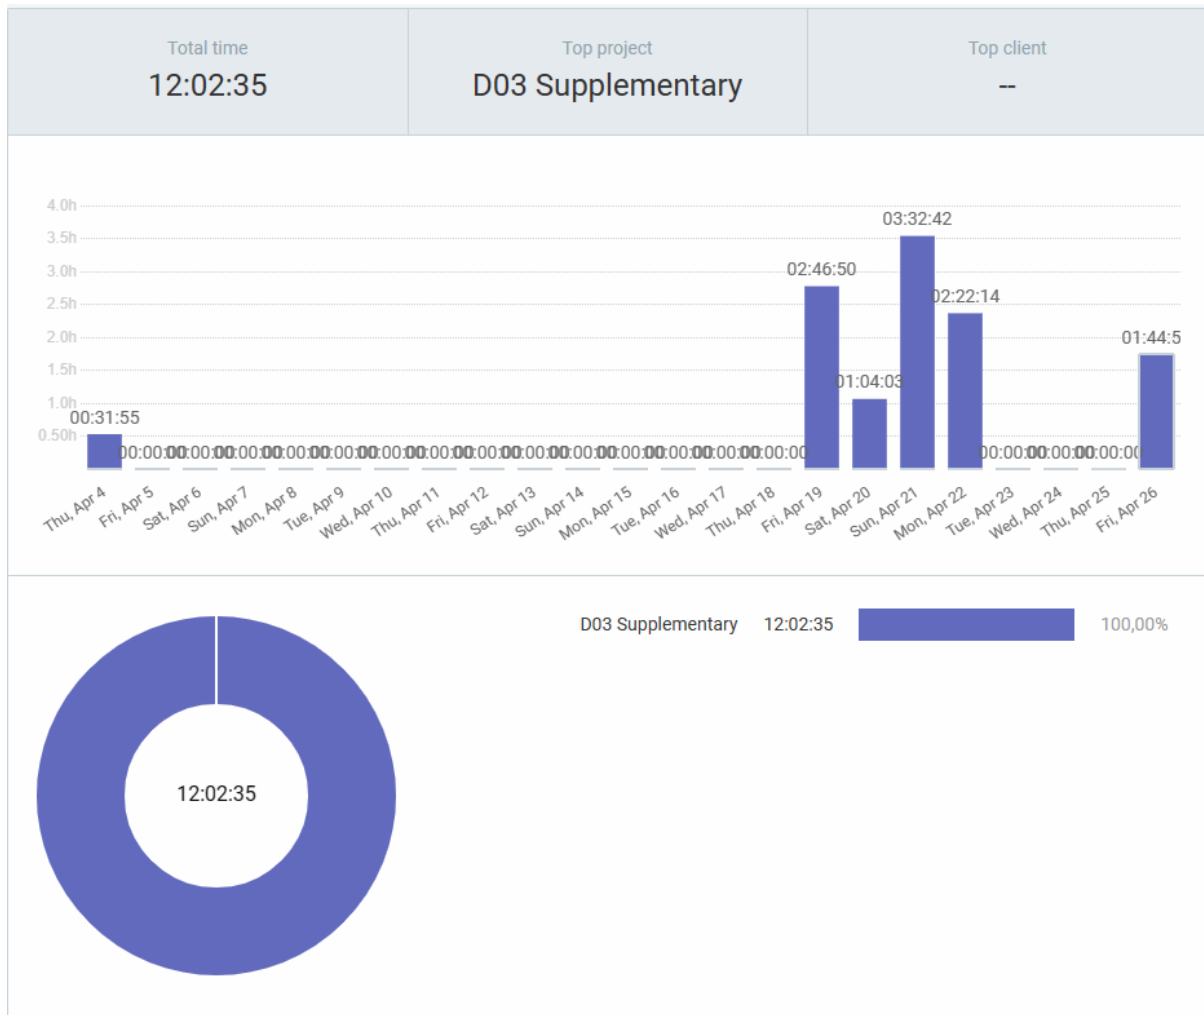 Total time
12:02:35
Top project
D03 Supplementary
Top client
--
4.0h
3.5h
3.0h
2.5h
2.0h
1.5h
1.0h
0.50h
00:31:55
02:46:50
01:04:03
03:32:42
02:22:14
01:44:5
Thu, Apr 4
Fri, Apr 5
Sat, Apr 6
Sun, Apr 7
Mon, Apr 8
Tue, Apr 9
Wed, Apr 10
Thu, Apr 11
Fri, Apr 12
Sat, Apr 13
Sun, Apr 14
Mon, Apr 15
Tue, Apr 16
Wed, Apr 17
Thu, Apr 18
Fri, Apr 19
Sat, Apr 20
Sun, Apr 21
Mon, Apr 22
Tue, Apr 23
Wed, Apr 24
Thu, Apr 25
Fri, Apr 26
12:02:35
D03 Supplementary 12:02:35 100,00%